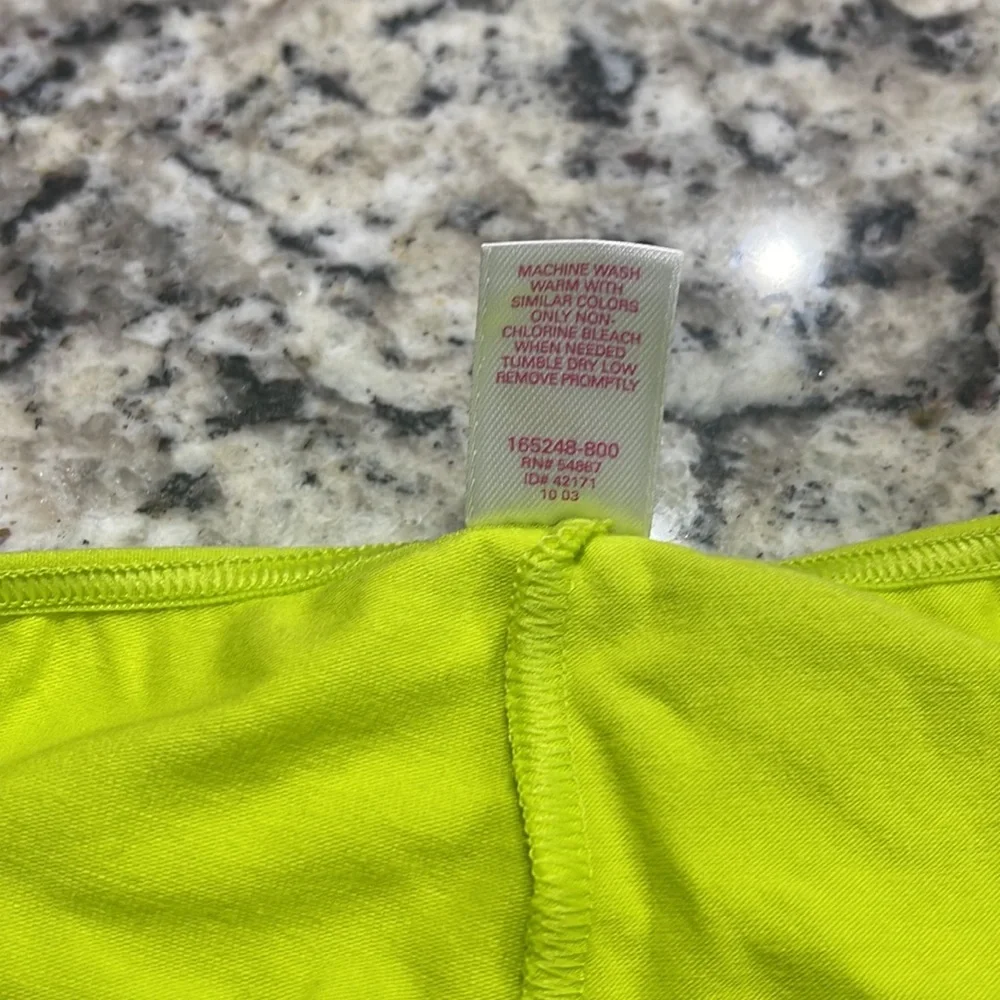 MACHINE WASH
WARM WITH
SIMILAR COLORS
ONLY NON-
CHLORINE BLEACH
WHEN NEEDED
TUMBLE DRY LOW
REMOVE PROMPTLY
165248-800
RN# 54867
ID# 42171
10 03